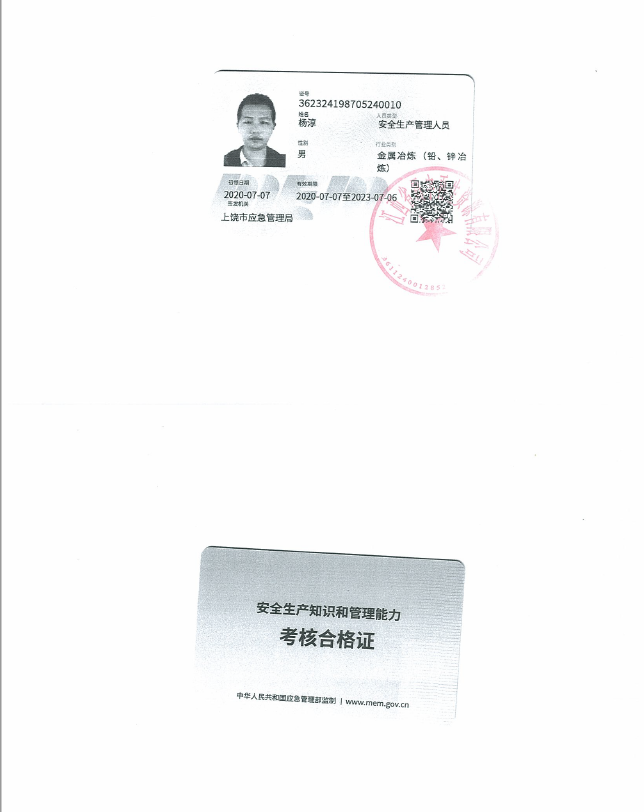 证号
362324198705240010
姓名
人员类型
杨淳
安全生产管理人员
性别
行业类别
男
金属冶炼（铅、锌冶
炼）
初领日期
有效期限
2020-07-07
2020-07-07至2023-07-06
签发机关
上饶市应急管理局
安全生产知识和管理能力
考核合格证
中华人民共和国应急管理部监制 | www.mem.gov.cn